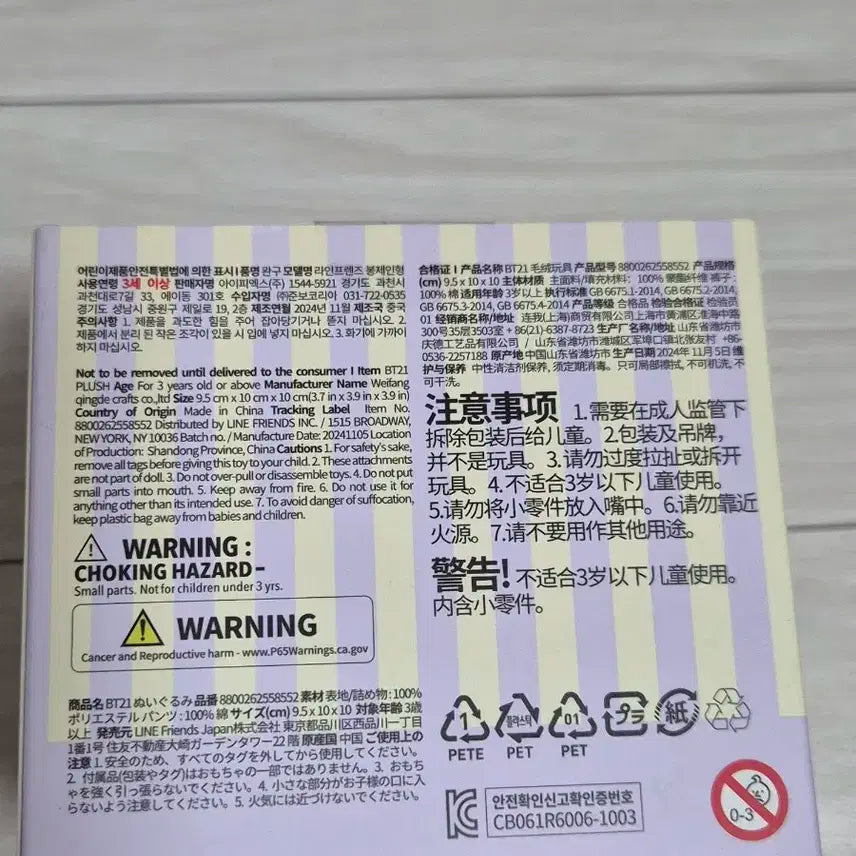 어린이제품안전특별법에 의한 표시 I 품명 완구 모델명 라인프렌즈 봉제인형
사용연령 3세 이상 판매자명 아이피엑스(주) 1544-5921 경기도 과천시
과천대로7길 33, 에이동 301호 수입자명 (주)준보코리아 031-722-0535
경기도 성남시 중원구 제일로 19, 2층 제조연월 2024년 11월 제조국 중국
주의사항 1. 제품을 과도한 힘을 주어 잡아당기거나 뜯지 마십시오. 2.
제품에서 분리 된 작은 조각이 있을 시 입에 넣지 마십시오. 3. 화기에 가까이
하지 마십시오.
Not to be removed until delivered to the consumer I Item BT21
PLUSH Age For 3 years old or above Manufacturer Name Weifang
qingde crafts co.,ltd Size 9.5 cm x 10 cm x 10 cm(3.7 in x 3.9 in x 3.9 in)
Country of Origin Made in China Tracking Label Item No.
8800262558552 Distributed by LINE FRIENDS INC. / 1515 BROADWAY,
NEW YORK, NY 10036 Batch no. / Manufacture Date: 20241105 Location
of Production: Shandong Province, China Cautions 1. For safety's sake,
remove all tags before giving this toy to your child. 2. These attachments
are not part of doll. 3. Do not over-pull or disassemble toys. 4. Do not put
small parts into mouth. 5. Keep away from fire. 6. Do not use it for
anything other than its intended use. 7. To avoid danger of suffocation,
keep plastic bag away from babies and children.
WARNING :
CHOKING HAZARD–
Small parts. Not for children under 3 yrs.
WARNING
Cancer and Reproductive harm - www.P65Warnings.ca.gov
商品名 BT21 ぬいぐるみ 品番 8800262558552 素材 表地/詰め物 : 100%
ポリエステル パンツ : 100% 綿 サイズ(cm) 9.5 x 10 x 10 対象年齢 3歳
以上 発売元 LINE Friends Japan株式会社 東京都品川区西品川一丁目
1番1号 住友不動産大崎ガーデンタワー22階 原産国 中国 ご使用上の
注意 1. 安全のため、すべてのタグを外してから使用してください。
2. 付属品(包装やタグ)はおもちゃの一部ではありません。3. おもち
ゃを強く引っ張らないでください。4. 小さな部分がお子様の口に入
らないよう注意してください。5. 火気には近づけないでください。
合格证 I 产品名称 BT21 毛绒玩具 产品型号 8800262558552 产品规格
(cm) 9.5 x 10 x 10 主体材质 主面料/填充材料: 100% 聚酯纤维 裤子:
100% 棉 适用年龄 3岁以上 执行标准 GB 6675.1-2014, GB 6675.2-2014,
GB 6675.3-2014, GB 6675.4-2014 产品等级 合格品 检验合格证 检验员
01 经销商名称/地址 连我(上海)商贸有限公司上海市黄浦区淮海中路
300号35层3503室 + 86(21)-6387-8723 生产厂名称/地址 山东省潍坊市
庆德工艺品有限公司 / 山东省潍坊市潍城区军埠口镇北张友村 +86-
0536-2257188 原产地 中国山东省潍坊市 生产日期 2024年 11月 5日 维
护与保养 中性清洁剂保养, 须定期消毒。只可局部擦拭, 不可机洗, 不
可干洗。
注意事项 1.需要在成人监管下
拆除包装后给儿童。2.包装及吊牌,
并不是玩具。3.请勿过度拉扯或拆开
玩具。4.不适合3岁以下儿童使用。
5.请勿将小零件放入嘴中。6.请勿靠近
火源。7.请不要用作其他用途。
警告! 不适合3岁以下儿童使用。
内含小零件。
1 플라스틱 01 プラ 紙
PETE PET PET
안전확인신고확인증번호
CB061R6006-1003
0-3